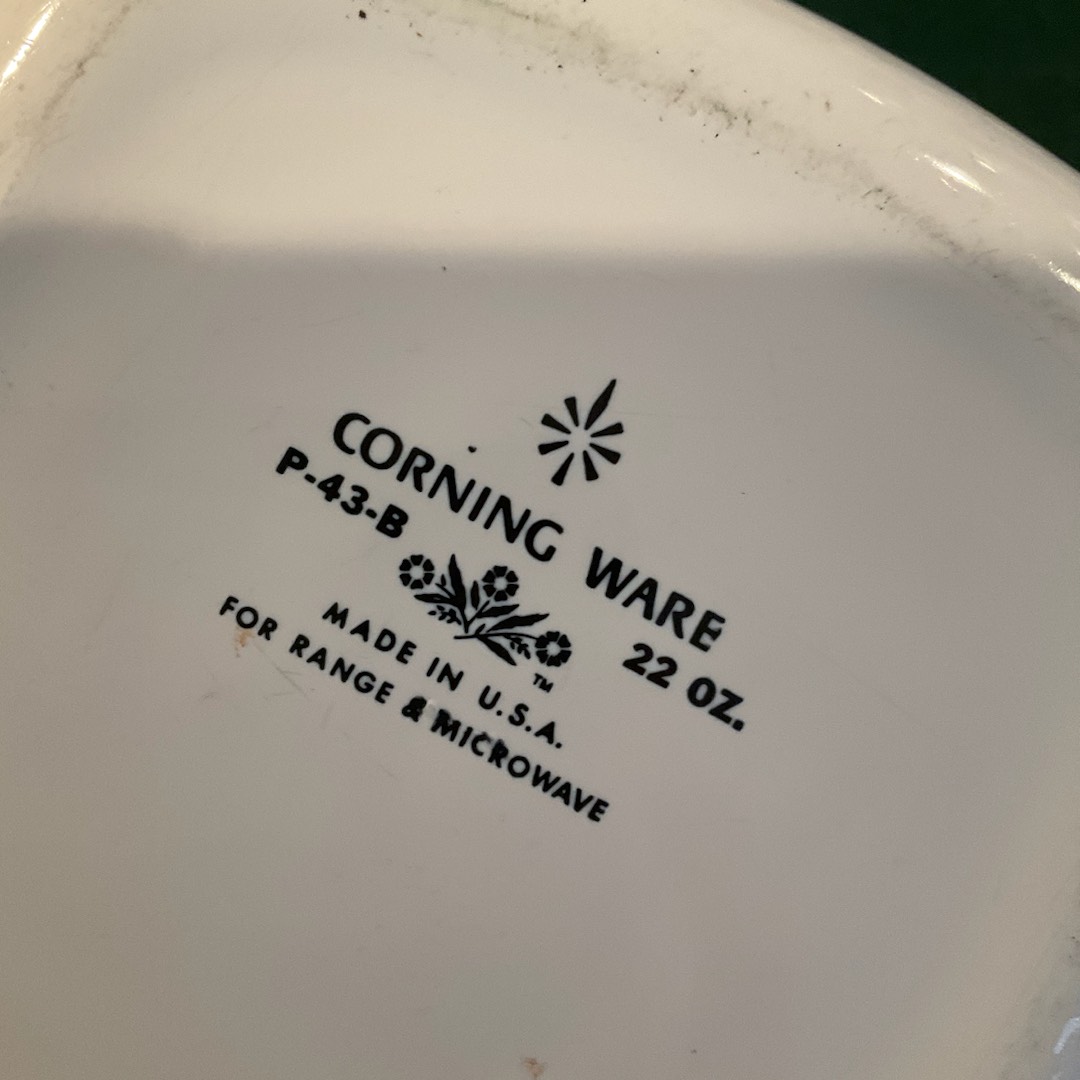 CORNING WARE
P-43-B 22 OZ.
TM
MADE IN U.S.A.
FOR RANGE & MICROWAVE